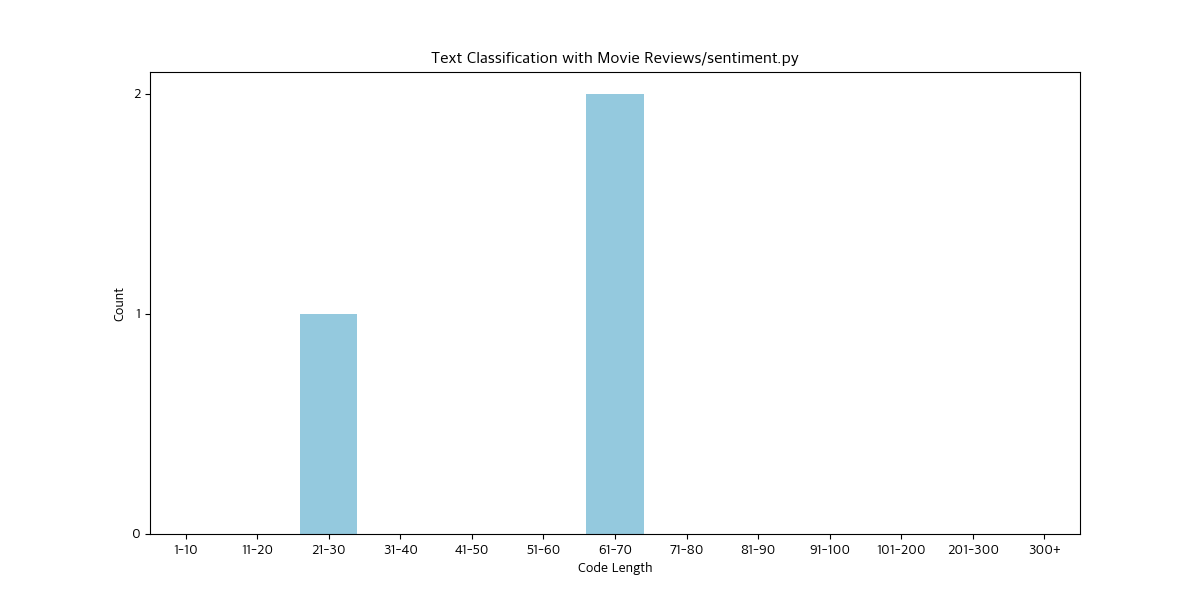 Text Classification with Movie Reviews/sentiment.py
2
1
0
Count
1-10 11-20 21-30 31-40 41-50 51-60 61-70 71-80 81-90 91-100 101-200 201-300 300+
Code Length